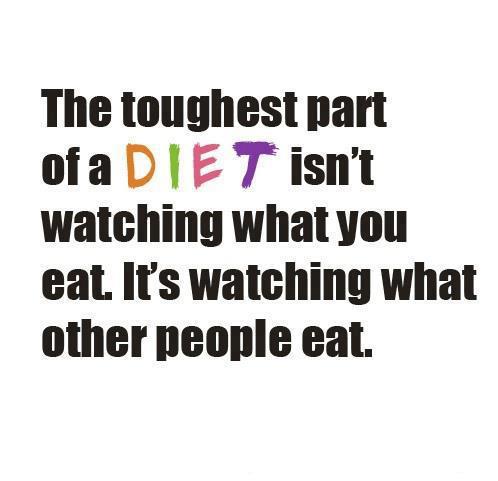 The toughest part
of a DIET isn't
watching what you
eat. It's watching what
other people eat.